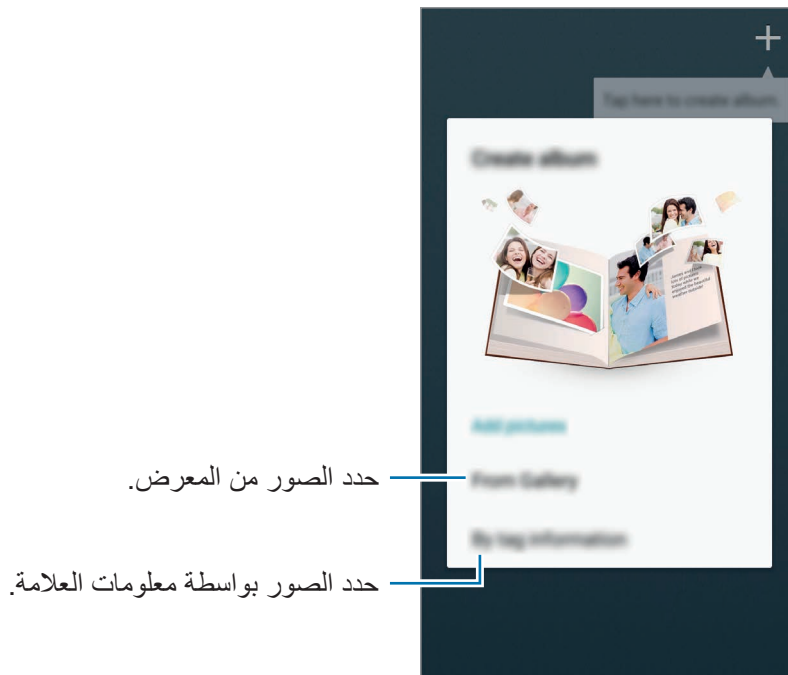 Tap here to create album.
Create album
Add pictures
From Gallery
By tag information
حدد الصور من المعرض.
حدد الصور بواسطة معلومات العلامة.